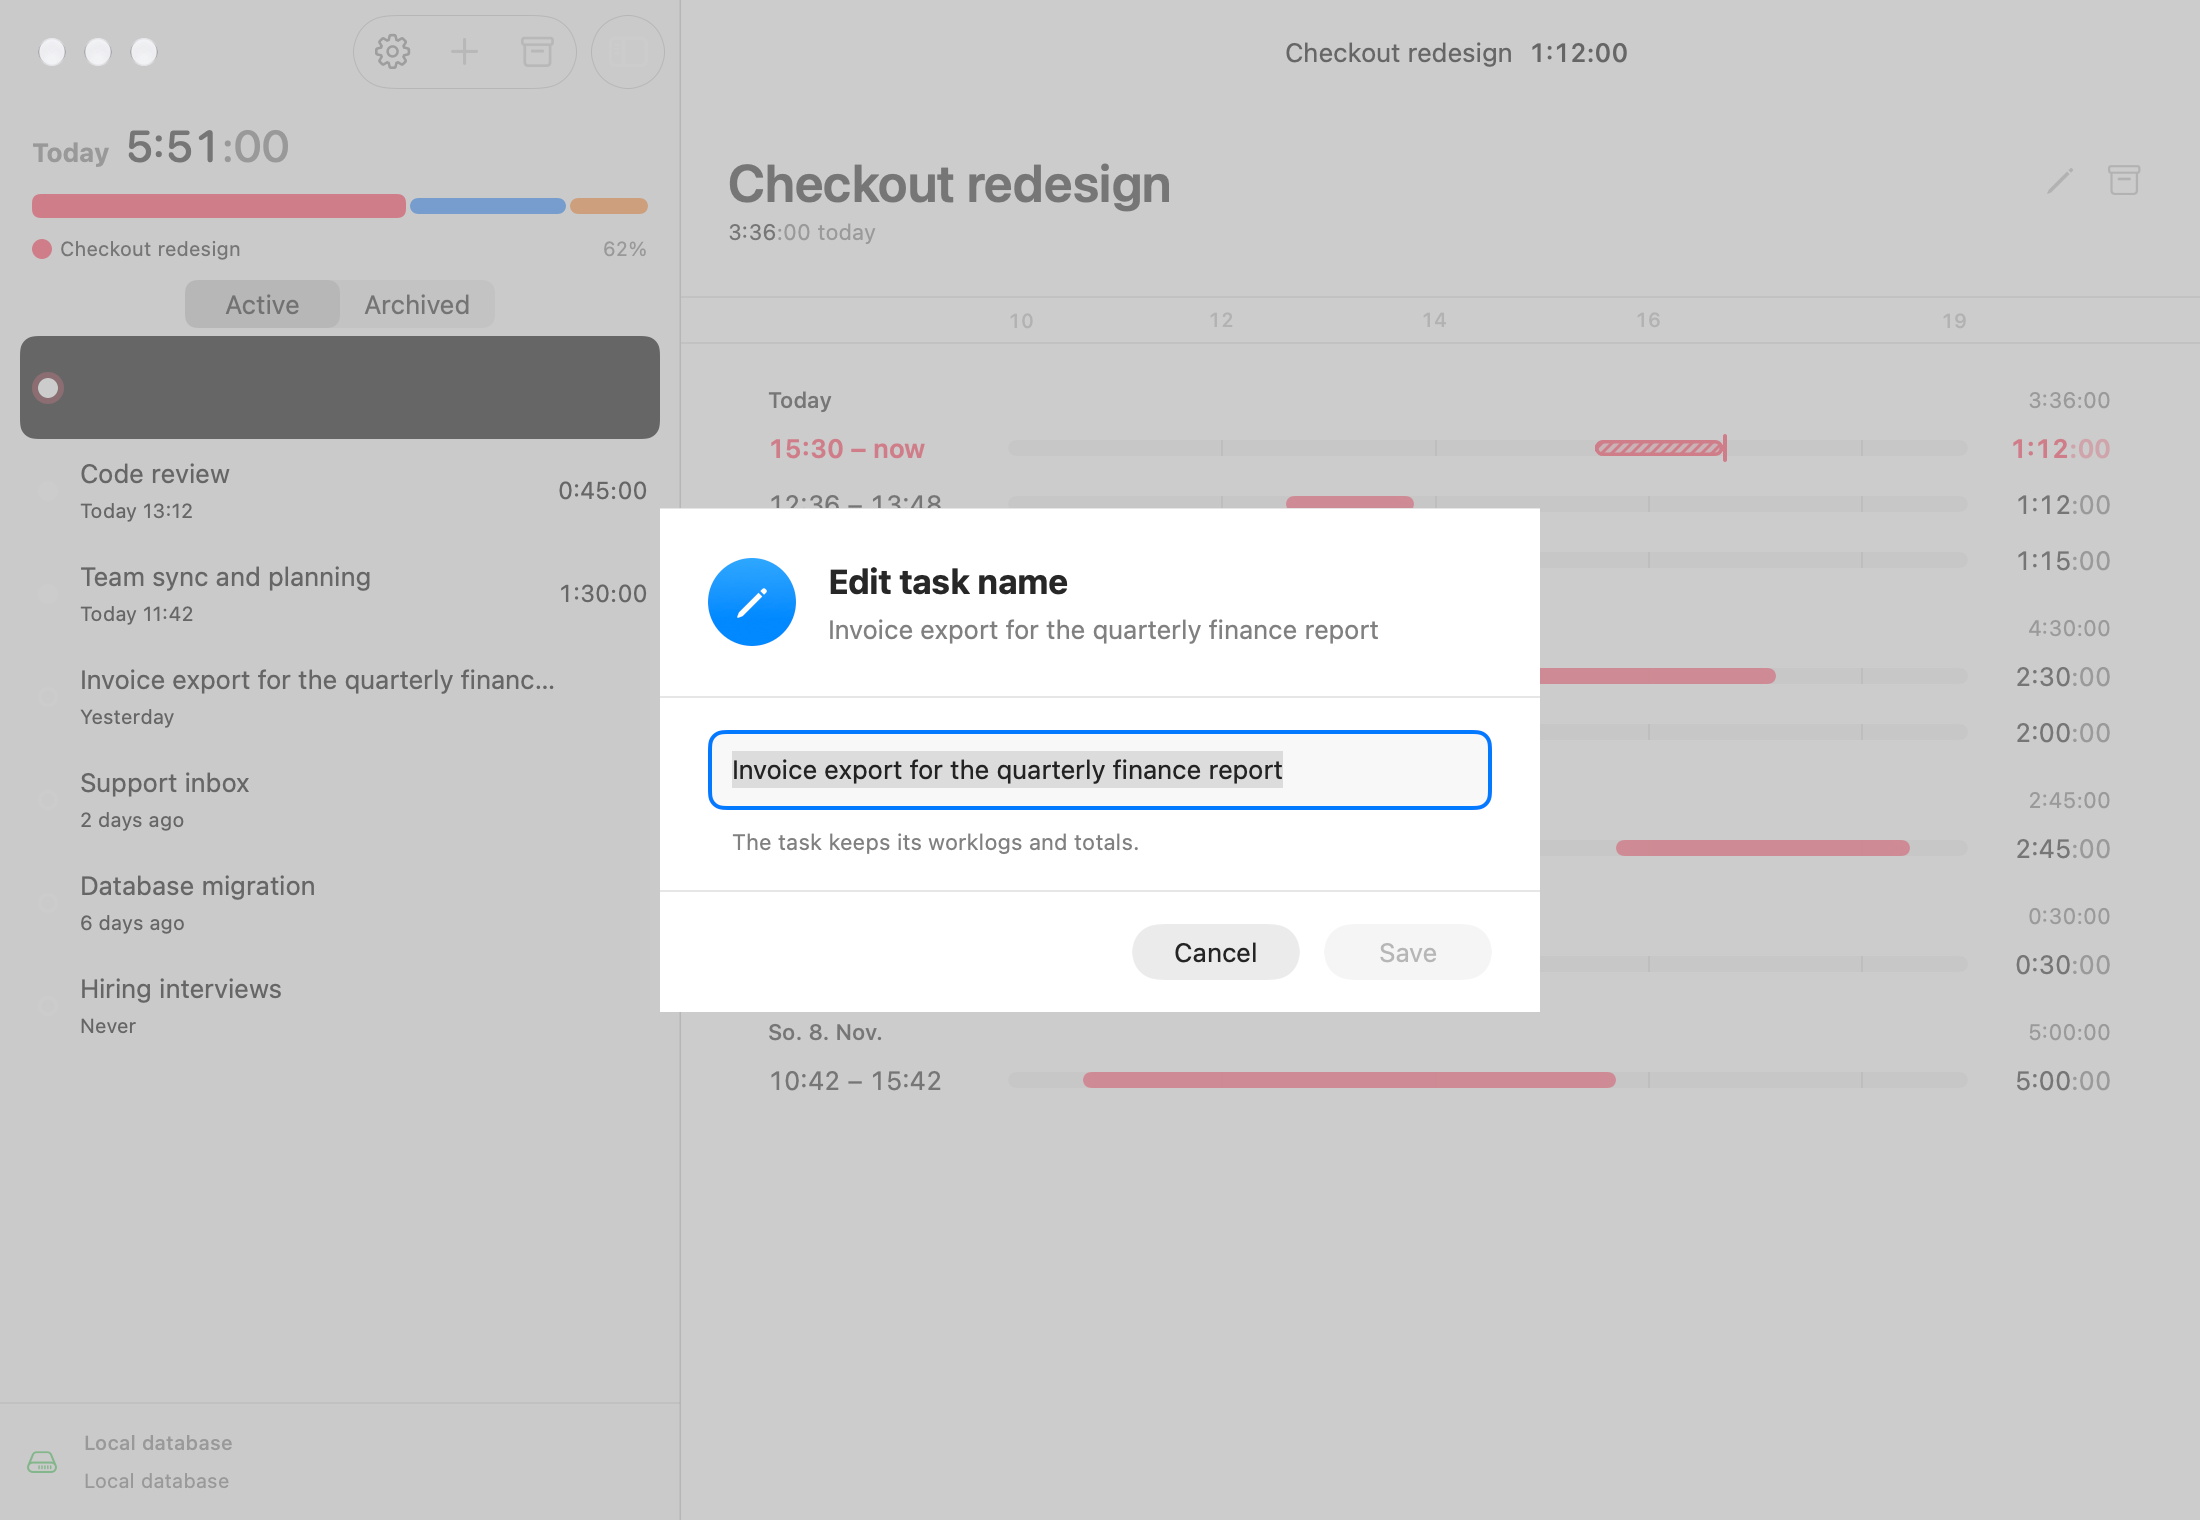 Checkout redesign 1:12:00
Today 5:51:00
Checkout redesign 62%
Active Archived
Code review 0:45:00
Today 13:12
Team sync and planning 1:30:00
Today 11:42
Invoice export for the quarterly financ...
Yesterday
Support inbox
2 days ago
Database migration
6 days ago
Hiring interviews
Never
Local database
Local database
Checkout redesign
3:36:00 today
10 12 14 16 19
Today 3:36:00
15:30 – now 1:12:00
12:36 – 13:48 1:12:00
1:15:00
4:30:00
2:30:00
2:00:00
2:45:00
2:45:00
0:30:00
0:30:00
So. 8. Nov. 5:00:00
10:42 – 15:42 5:00:00
Edit task name
Invoice export for the quarterly finance report
Invoice export for the quarterly finance report
The task keeps its worklogs and totals.
Cancel Save